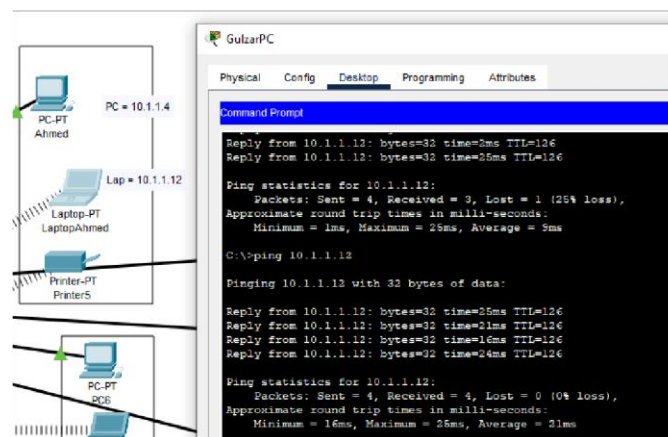 GulzarPC
Physical Config Desktop Programming Attributes
Command Prompt
Reply from 10.1.1.12: bytes=32 time=2ms TTL=126
Reply from 10.1.1.12: bytes=32 time=25ms TTL=126
Ping statistics for 10.1.1.12:
Packets: Sent = 4, Received = 3, Lost = 1 (25% loss),
Approximate round trip times in milli-seconds:
Minimum = 1ms, Maximum = 25ms, Average = 9ms
C:\>ping 10.1.1.12
Pinging 10.1.1.12 with 32 bytes of data:
Reply from 10.1.1.12: bytes=32 time=25ms TTL=126
Reply from 10.1.1.12: bytes=32 time=21ms TTL=126
Reply from 10.1.1.12: bytes=32 time=16ms TTL=126
Reply from 10.1.1.12: bytes=32 time=24ms TTL=126
Ping statistics for 10.1.1.12:
Packets: Sent = 4, Received = 4, Lost = 0 (0% loss),
Approximate round trip times in milli-seconds:
Minimum = 16ms, Maximum = 25ms, Average = 21ms
PC = 10.1.1.4
PC-PT
Ahmed
Lap = 10.1.1.12
Laptop-PT
LaptopAhmed
Printer-PT
Printer5
PC-PT
PC6